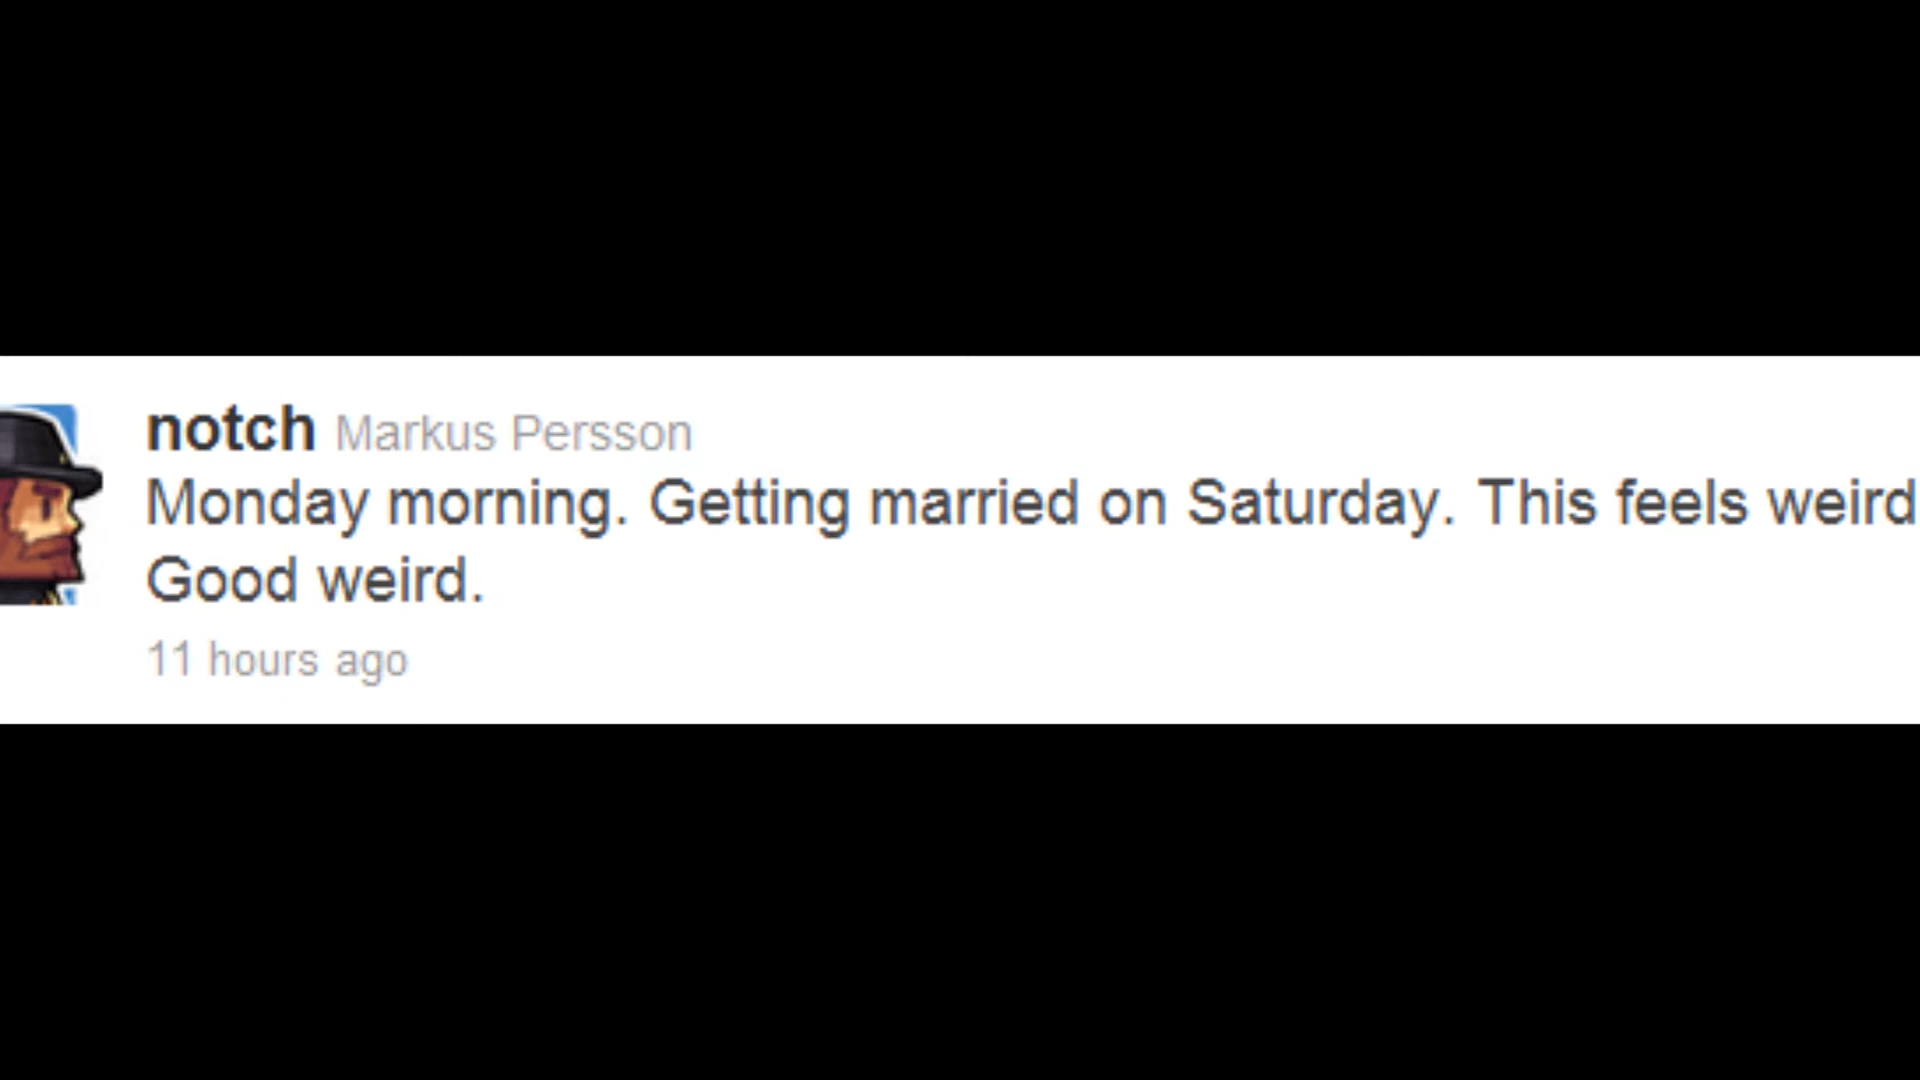 notch Markus Persson
Monday morning. Getting married on Saturday. This feels weird
Good weird.
11 hours ago